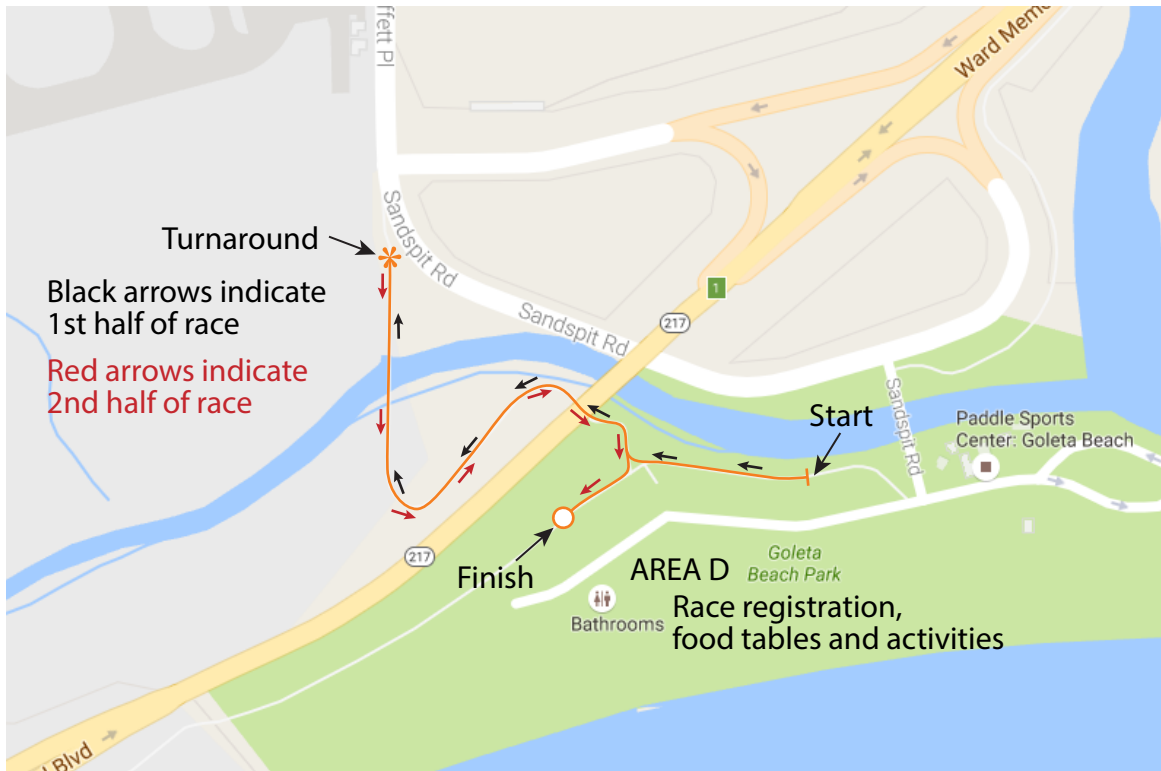 ffett Pl
Ward Memo
Sandspit Rd
Turnaround
Black arrows indicate
1st half of race
Red arrows indicate
2nd half of race
1
217
Sandspit Rd
Start
Sandspit Rd
Paddle Sports
Center: Goleta Beach
217
Finish
AREA D
Goleta
Beach Park
Bathrooms
Race registration,
food tables and activities
Blvd